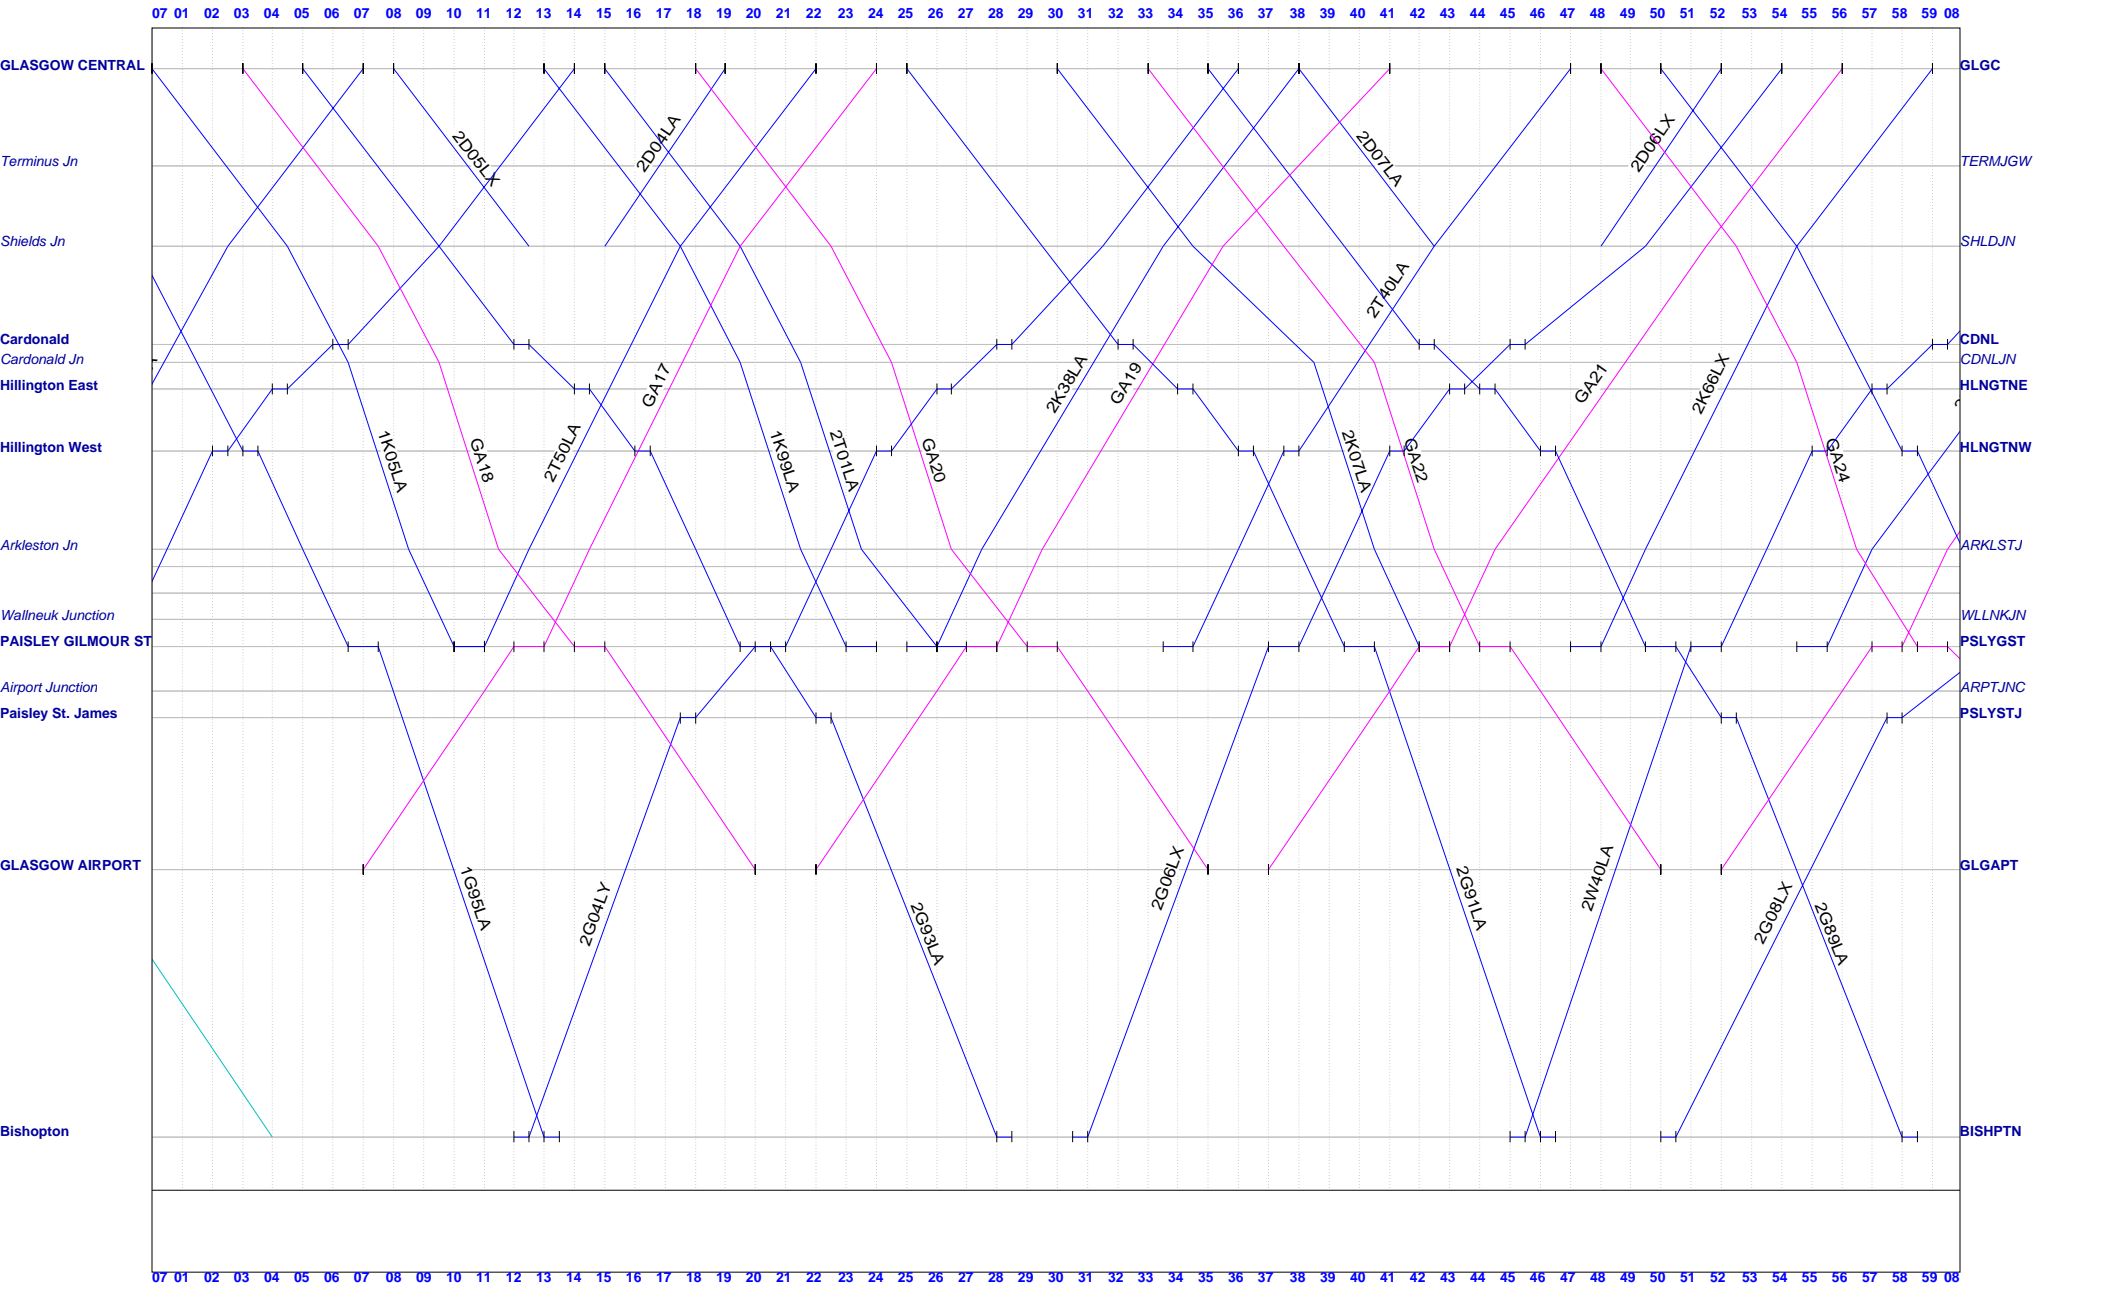 07 01 02 03 04 05 06 07 08 09 10 11 12 13 14 15 16 17 18 19 20 21 22 23 24 25 26 27 28 29 30 31 32 33 34 35 36 37 38 39 40 41 42 43 44 45 46 47 48 49 50 51 52 53 54 55 56 57 58 59 08
GLASGOW CENTRAL GLGC
2D05LX 2D04LA 2D07LA 2D06LX
Terminus Jn TERMJGW
Shields Jn SHLDJN
2T40LA
Cardonald CDNL
Cardonald Jn CDNLJN
GA17 2K38LA GA19 GA21 2K66LX
Hillington East HLNGTNE
Hillington West HLNGTNW
1K05LA GA18 2T50LA 1K99LA 2T01LA GA20 2K07LA GA22 GA24
Arkleston Jn ARKLSTJ
Wallneuk Junction WLLNKJN
PAISLEY GILMOUR ST PSLYGST
Airport Junction ARPTJNC
Paisley St. James PSLYSTJ
GLASGOW AIRPORT GLGAPT
1G95LA 2G04LY 2G93LA 2G06LX 2G91LA 2W40LA 2G08LX 2G89LA
Bishopton BISHPTN
07 01 02 03 04 05 06 07 08 09 10 11 12 13 14 15 16 17 18 19 20 21 22 23 24 25 26 27 28 29 30 31 32 33 34 35 36 37 38 39 40 41 42 43 44 45 46 47 48 49 50 51 52 53 54 55 56 57 58 59 08